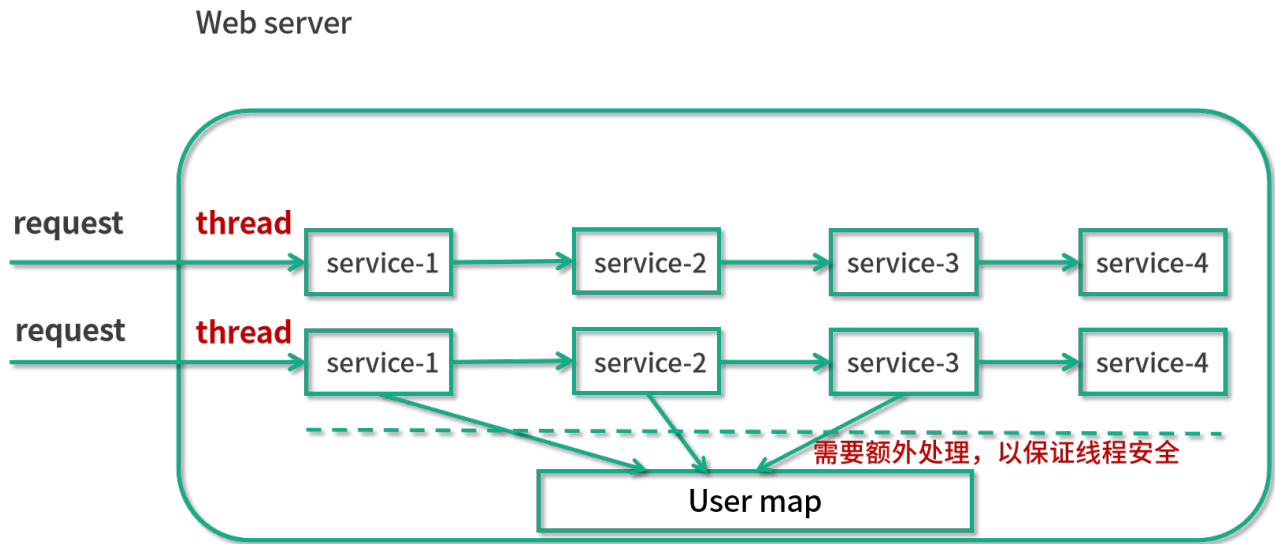 Web server
request
thread
service-1
service-2
service-3
service-4
request
thread
service-1
service-2
service-3
service-4
需要额外处理，以保证线程安全
User map